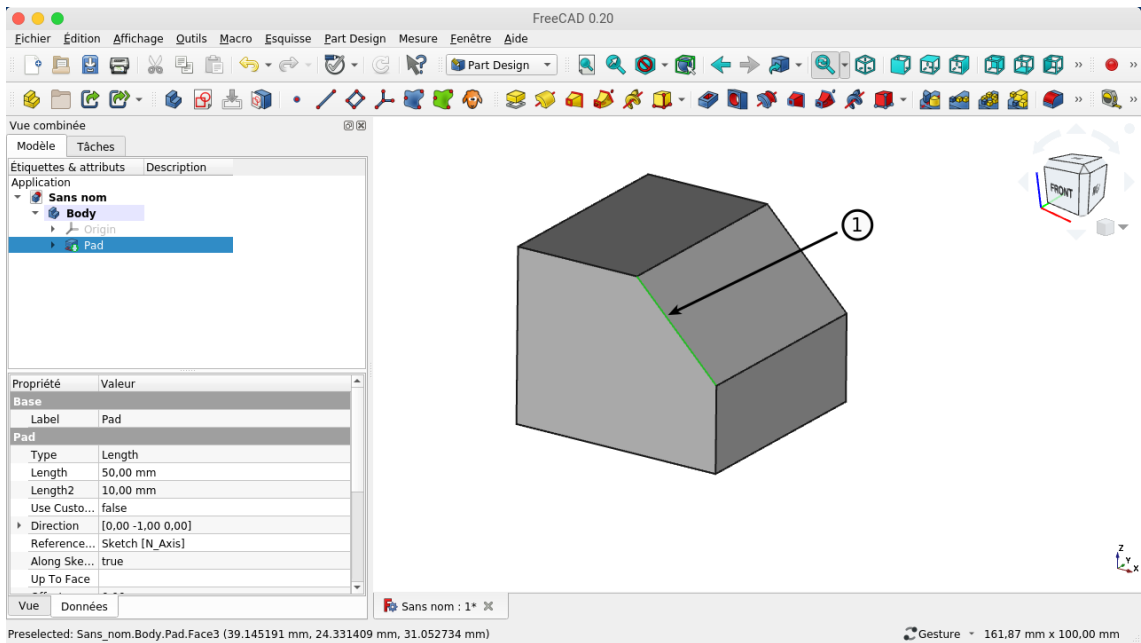 FreeCAD 0.20
Fichier Édition Affichage Outils Macro Esquisse Part Design Mesure Fenêtre Aide
Part Design
Vue combinée
Modèle Tâches
Étiquettes & attributs Description
Application
Sans nom
Body
Origin
Pad
1
FRONT
Propriété Valeur
Base
Label Pad
Pad
Type Length
Length 50,00 mm
Length2 10,00 mm
Use Custo... false
Direction [0,00 -1,00 0,00]
Reference... Sketch [N_Axis]
Along Ske... true
Up To Face
Z
Y
X
Vue Données
Sans nom : 1*
Preselected: Sans_nom.Body.Pad.Face3 (39.145191 mm, 24.331409 mm, 31.052734 mm)
Gesture 161,87 mm x 100,00 mm